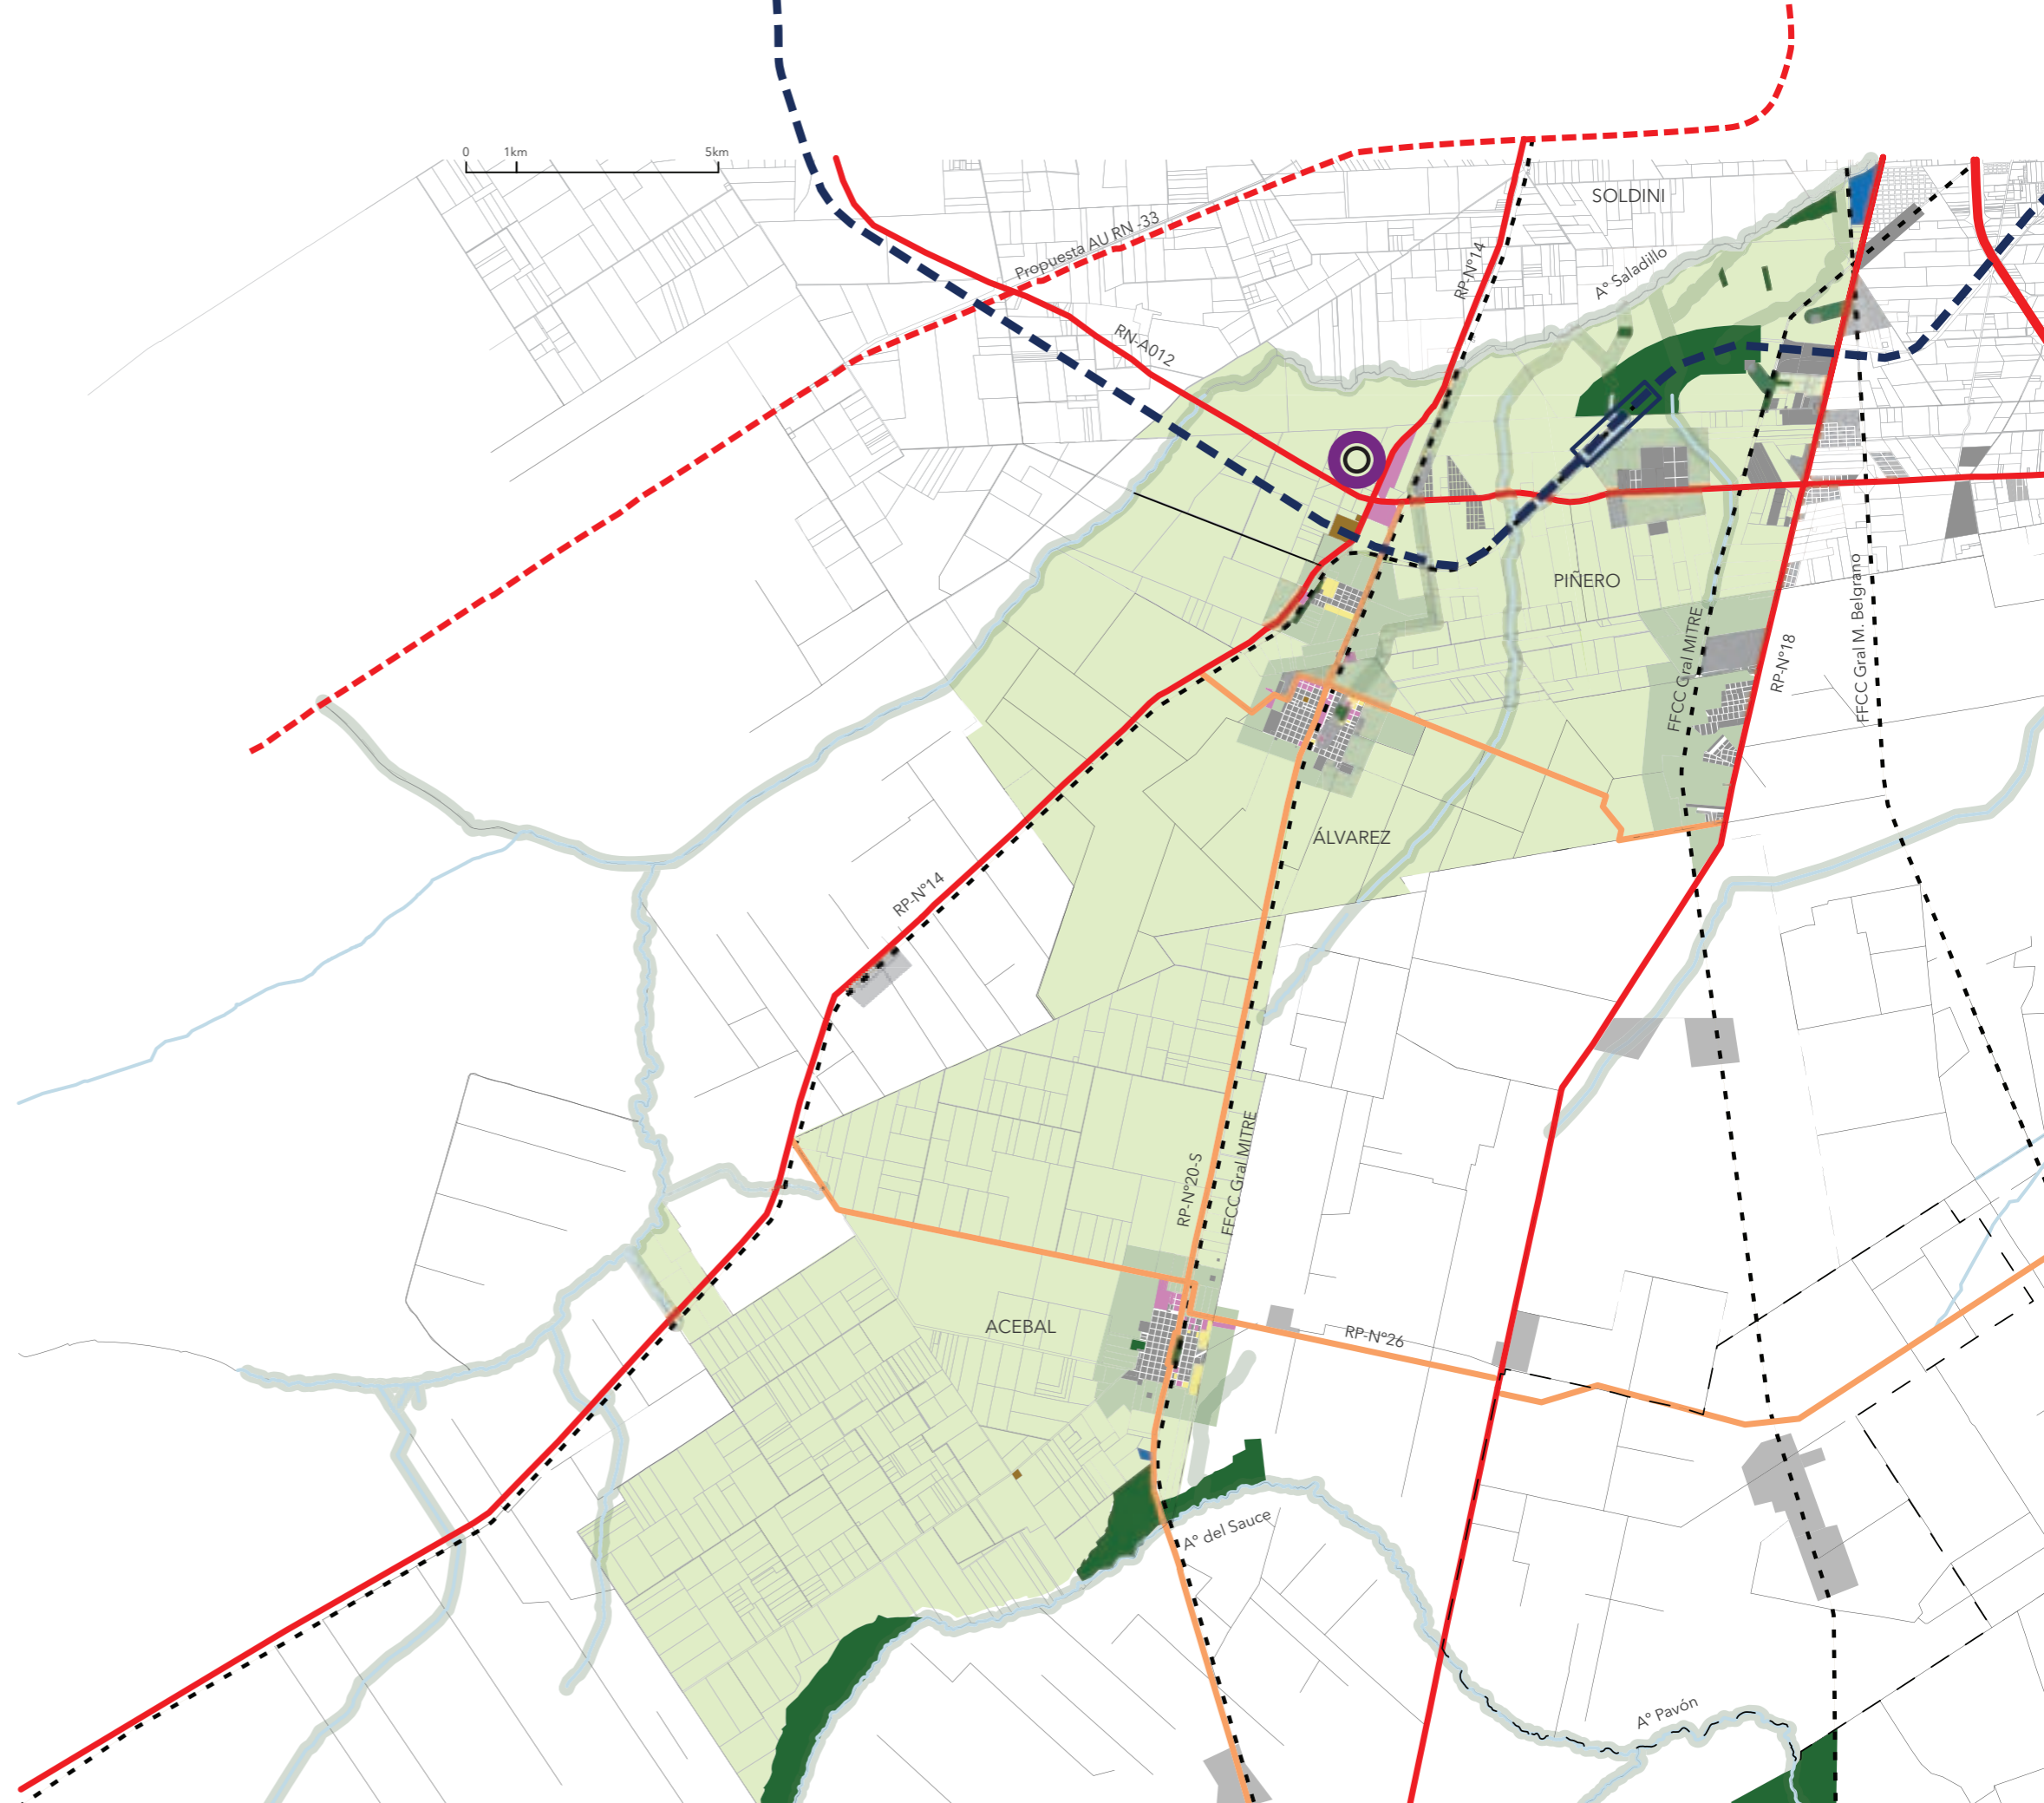 0 1km 5km
SOLDINI
Propuesta AU RN -33
RP-N°14
A° Saladillo
RN-A012
PIÑERO
FFCC Gral M. Belgrano
FFCC Gral MITRE
RP-N°18
ÁLVAREZ
RP-N°14
RP-N°20-S
FFCC Gral MITRE
ACEBAL
RP-N°26
A° del Sauce
A° Pavón